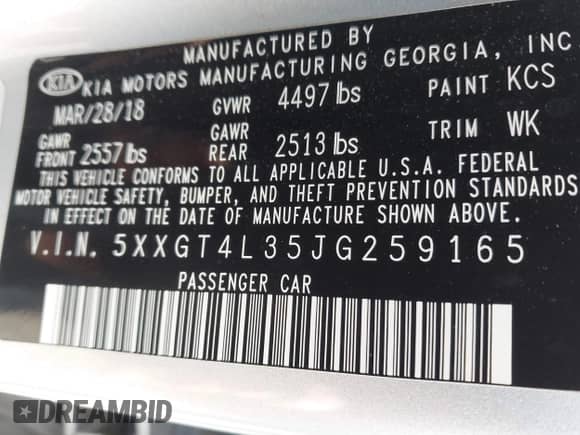 MANUFACTURED BY
KIA KIA MOTORS MANUFACTURING GEORGIA, INC
MAR/28/18 GVWR 4497 lbs PAINT KCS
GAWR FRONT 2557 lbs GAWR REAR 2513 lbs TRIM WK
THIS VEHICLE CONFORMS TO ALL APPLICABLE U.S.A. FEDERAL
MOTOR VEHICLE SAFETY, BUMPER, AND THEFT PREVENTION STANDARDS
IN EFFECT ON THE DATE OF MANUFACTURE SHOWN ABOVE.
V.I.N. 5XXGT4L35JG259165
PASSENGER CAR
DREAMBID